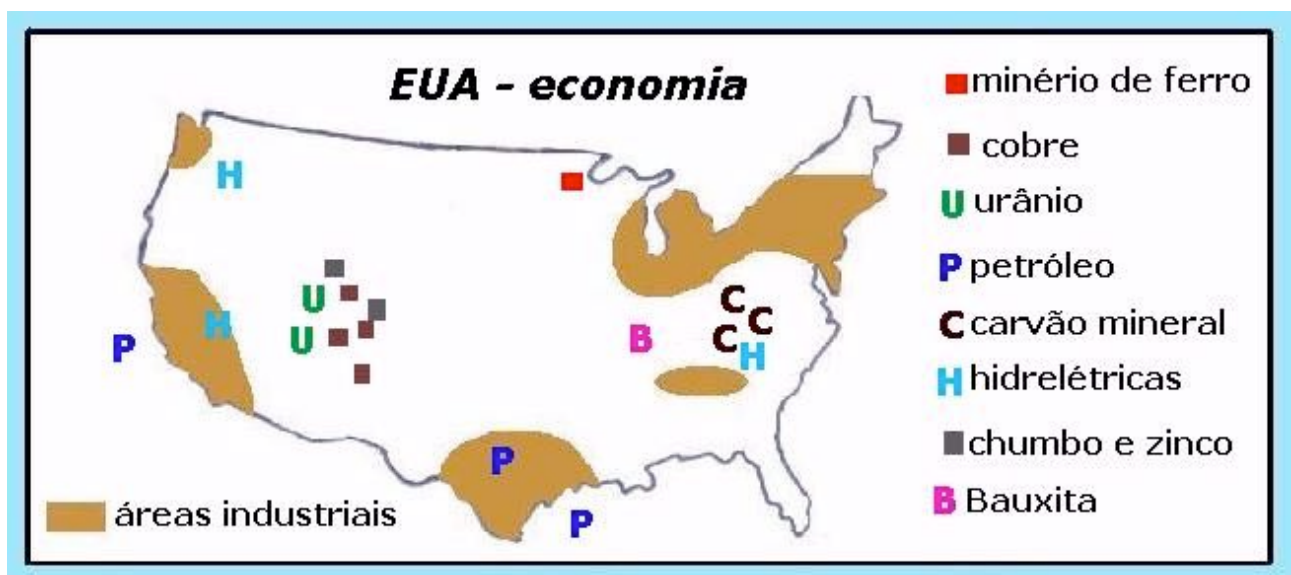 EUA – economia
minério de ferro
cobre
U urânio
P petróleo
C carvão mineral
H hidrelétricas
chumbo e zinco
B Bauxita
áreas industriais
H
U
U
H
P
B
C
C
C
H
P
P